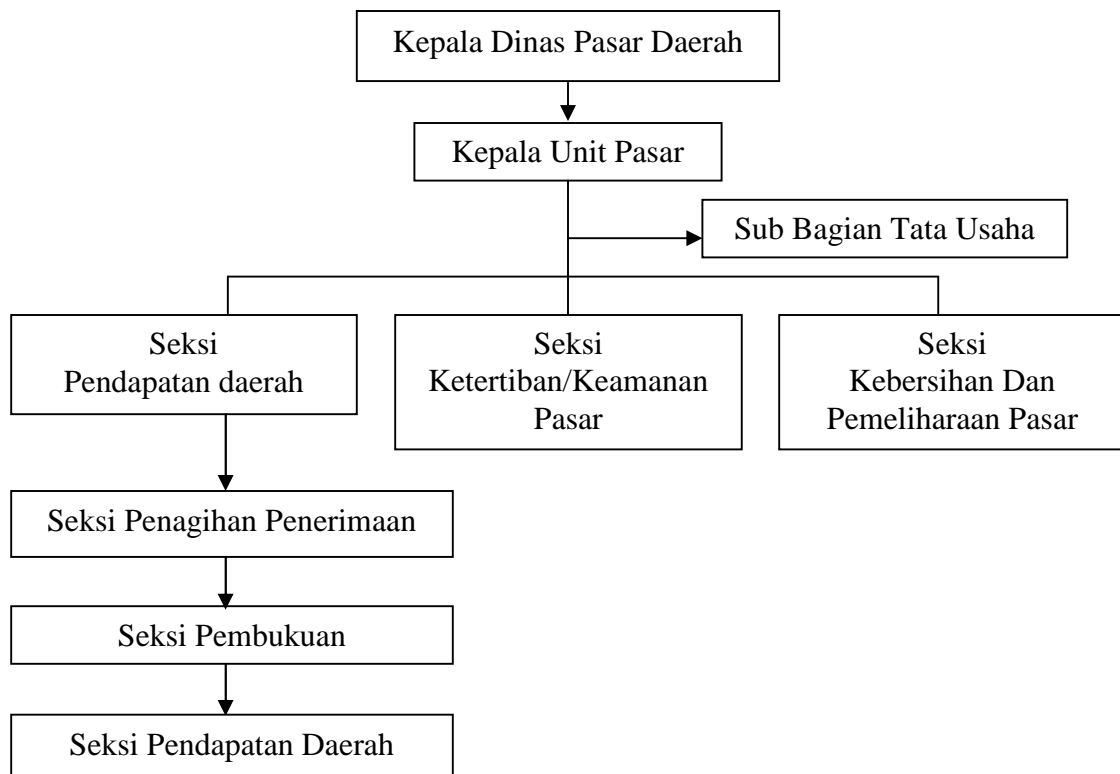 Kepala Dinas Pasar Daerah
Kepala Unit Pasar
Sub Bagian Tata Usaha
Seksi
Pendapatan daerah
Seksi
Ketertiban/Keamanan
Pasar
Seksi
Kebersihan Dan
Pemeliharaan Pasar
Seksi Penagihan Penerimaan
Seksi Pembukuan
Seksi Pendapatan Daerah